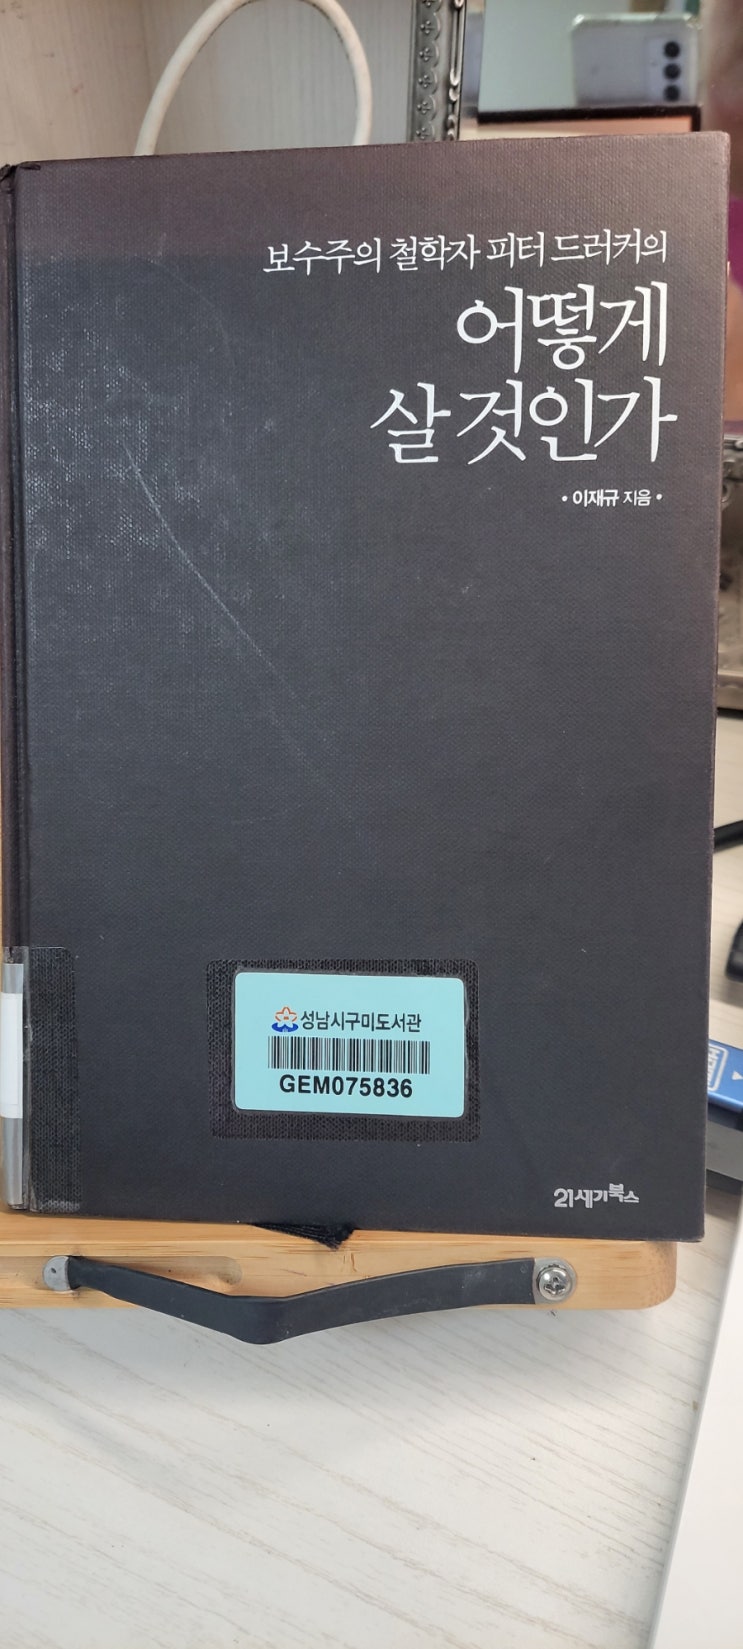 보수주의 철학자 피터 드러커의
어떻게
살 것인가
• 이재규 지음 •
성남시구미도서관
GEM075836
21세기북스